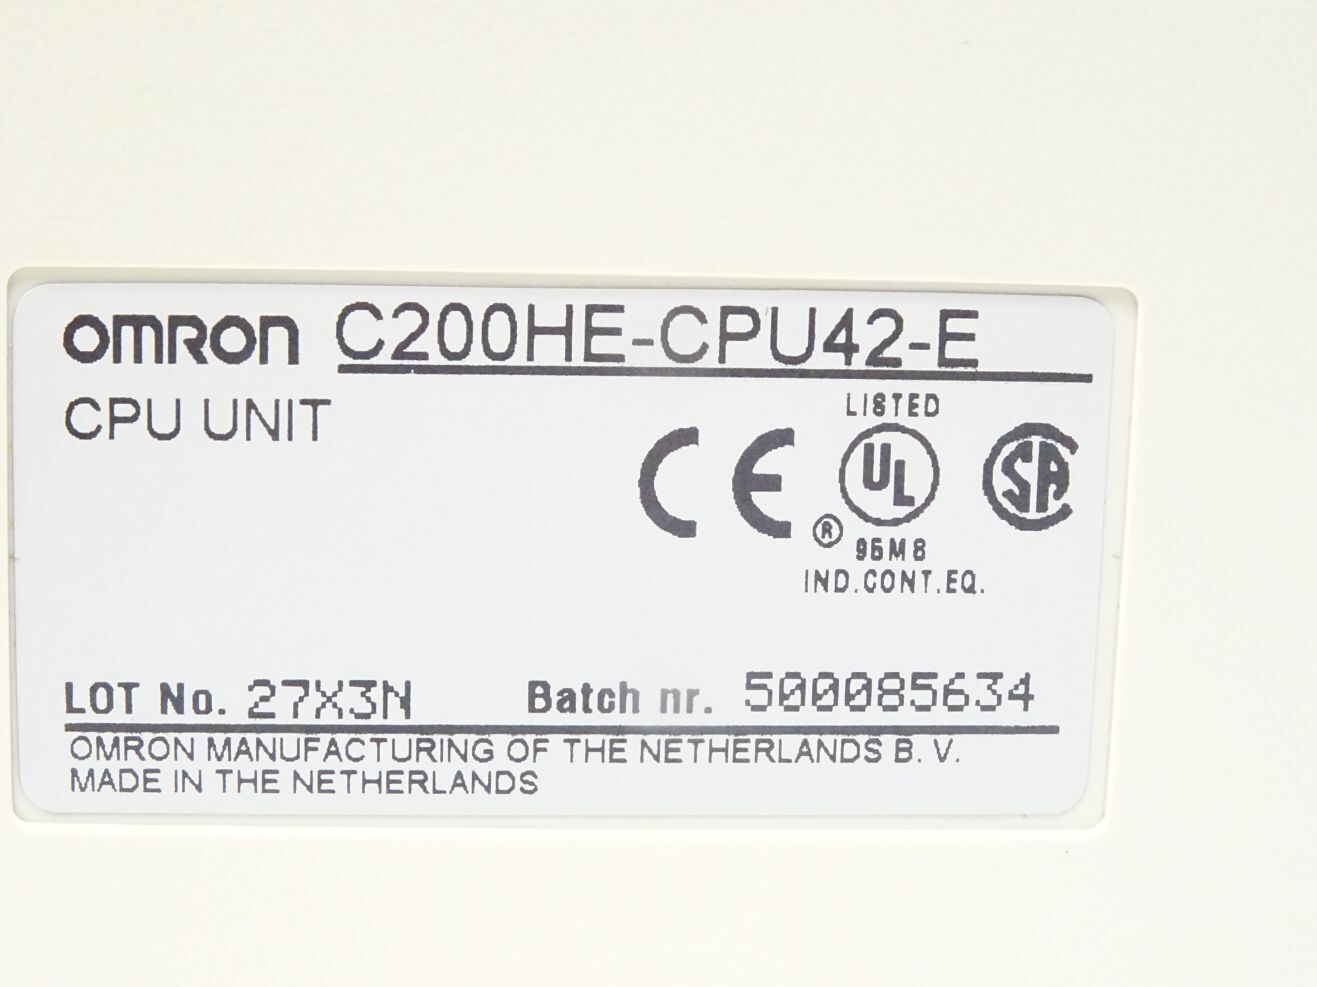 OMRON C200HE-CPU42-E
CPU UNIT
LISTED
CE UL SA
® 95M8
IND.CONT.EQ.
LOT No. 27X3N Batch nr. 500085634
OMRON MANUFACTURING OF THE NETHERLANDS B. V.
MADE IN THE NETHERLANDS